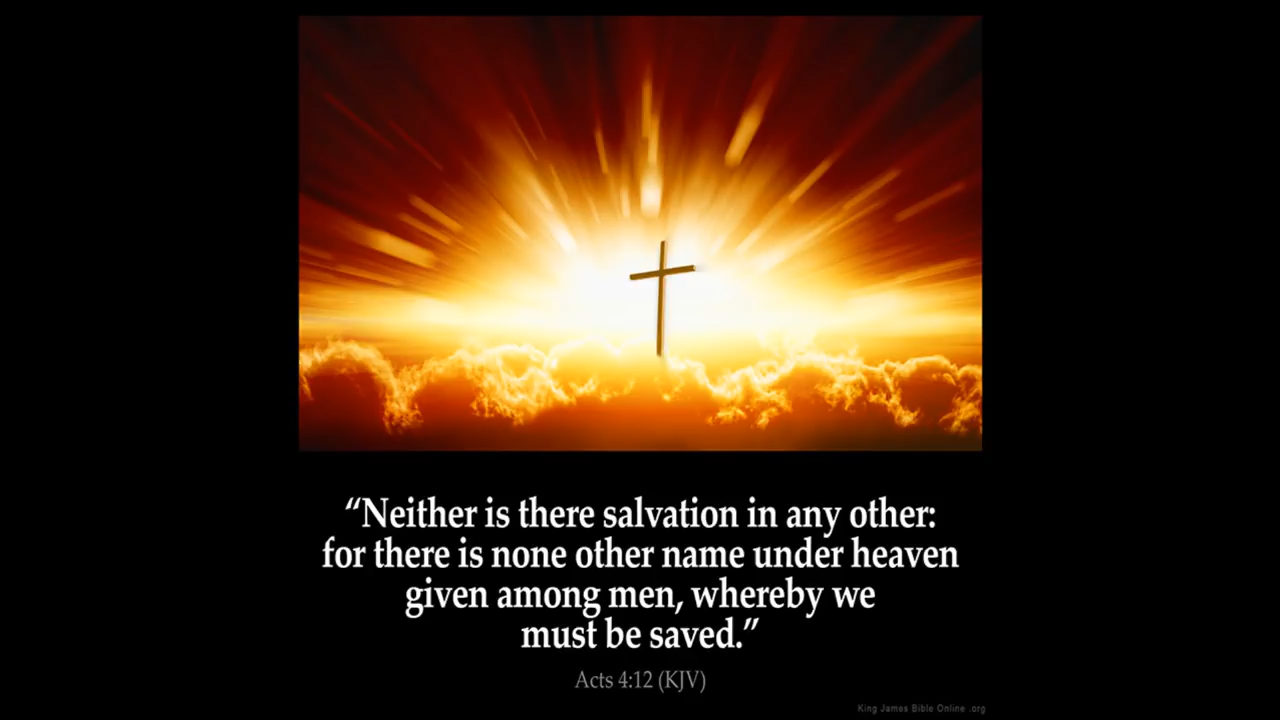 “Neither is there salvation in any other:
for there is none other name under heaven
given among men, whereby we
must be saved.”
Acts 4:12 (KJV)
King James Bible Online .org